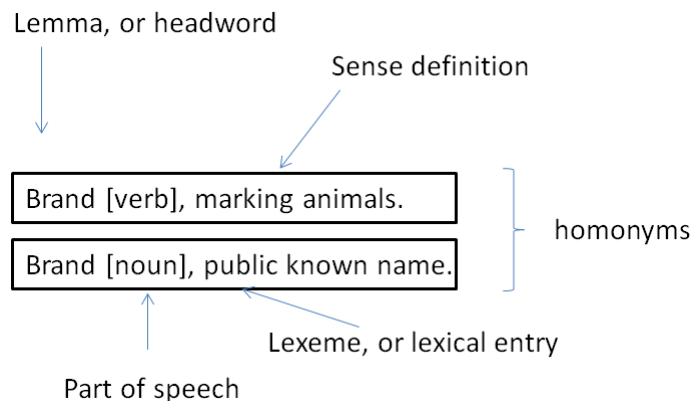 Lemma, or headword
Sense definition
Brand [verb], marking animals.
homonyms
Brand [noun], public known name.
Lexeme, or lexical entry
Part of speech